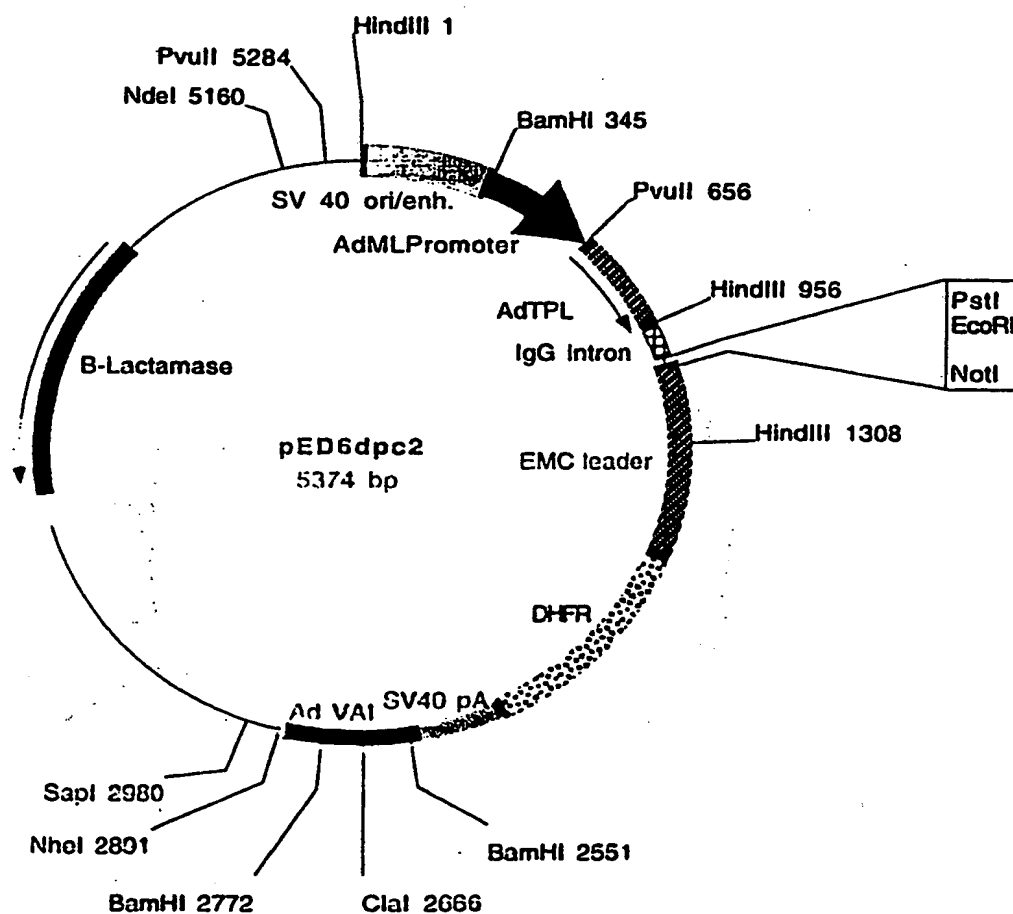 HindIII 1
PvuII 5284
NdeI 5160
BamHI 345
SV 40 ori/enh.
PvuII 656
AdMLPromoter
HindIII 956
PstI
EcoRI
AdTPL
IgG Intron
NotI
B-Lactamase
HindIII 1308
pED6dpc2
EMC leader
5374 bp
DHFR
SV40 pA
Ad VAI
SapI 2980
NheI 2891
BamHI 2551
BamHI 2772
ClaI 2666